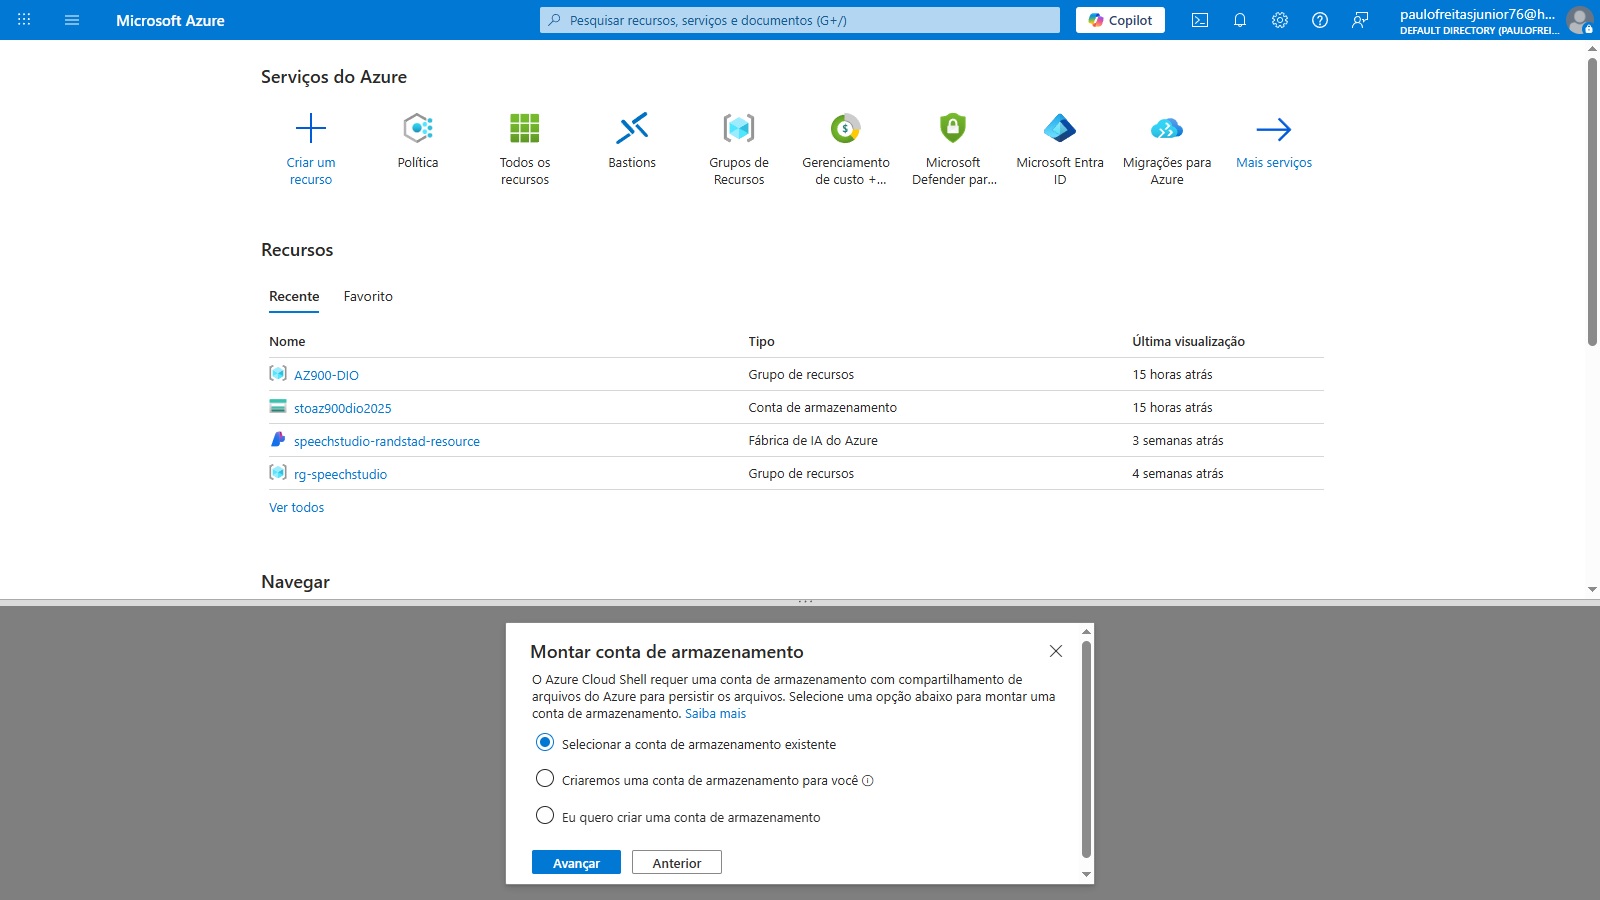 Microsoft Azure
Pesquisar recursos, serviços e documentos (G+/)
Copilot
paulofreitasjunior76@h...
DEFAULT DIRECTORY (PAULOFREI...
Serviços do Azure
Criar um recurso
Política
Todos os recursos
Bastions
Grupos de Recursos
Gerenciamento de custo +...
Microsoft Defender par...
Microsoft Entra ID
Migrações para Azure
Mais serviços
Recursos
Recente Favorito
Nome Tipo Última visualização
AZ900-DIO Grupo de recursos 15 horas atrás
stoaz900dio2025 Conta de armazenamento 15 horas atrás
speechstudio-randstad-resource Fábrica de IA do Azure 3 semanas atrás
rg-speechstudio Grupo de recursos 4 semanas atrás
Ver todos
Navegar
Montar conta de armazenamento
O Azure Cloud Shell requer uma conta de armazenamento com compartilhamento de
arquivos do Azure para persistir os arquivos. Selecione uma opção abaixo para montar uma
conta de armazenamento. Saiba mais
Selecionar a conta de armazenamento existente
Criaremos uma conta de armazenamento para você
Eu quero criar uma conta de armazenamento
Avançar Anterior